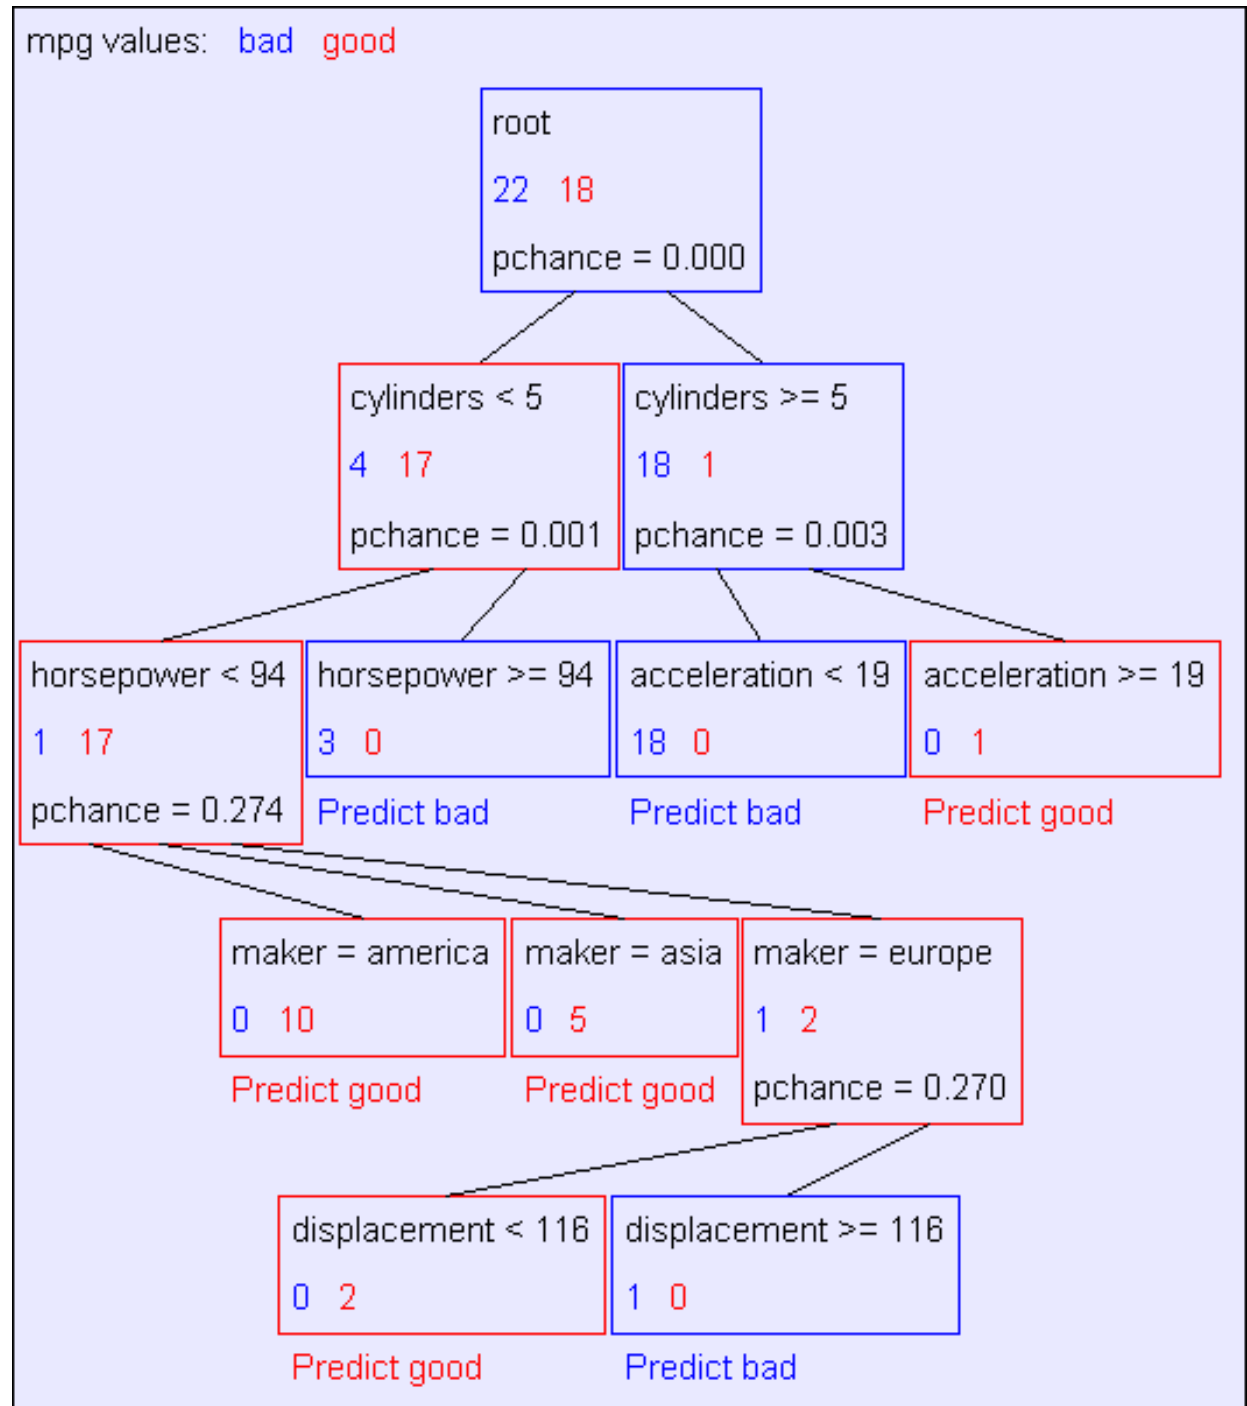 mpg values: bad good
root
22 18
pchance = 0.000
cylinders < 5
4 17
pchance = 0.001
cylinders >= 5
18 1
pchance = 0.003
horsepower < 94
1 17
pchance = 0.274
horsepower >= 94
3 0
Predict bad
acceleration < 19
18 0
Predict bad
acceleration >= 19
0 1
Predict good
maker = america
0 10
Predict good
maker = asia
0 5
Predict good
maker = europe
1 2
pchance = 0.270
displacement < 116
0 2
Predict good
displacement >= 116
1 0
Predict bad